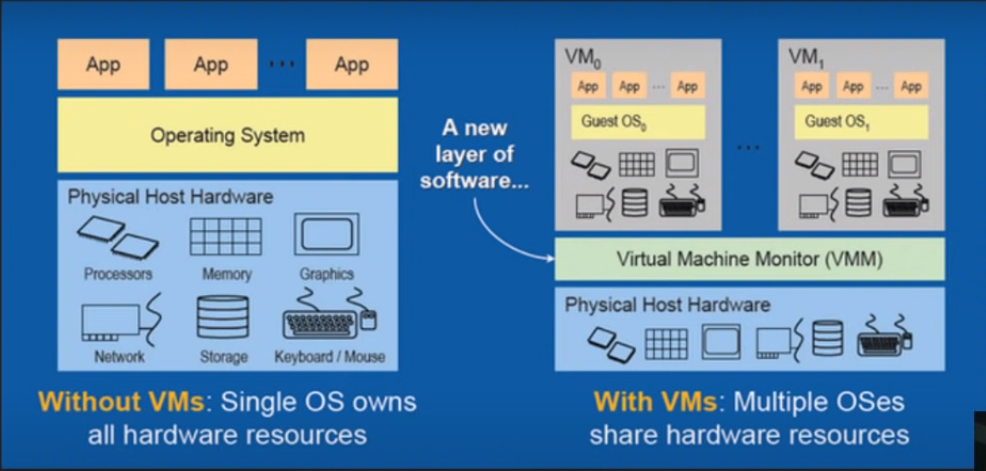 App App ... App
Operating System
Physical Host Hardware
Processors Memory Graphics
Network Storage Keyboard / Mouse
Without VMs: Single OS owns
all hardware resources
A new
layer of
software...
VM₀
App App ... App
Guest OS₀
...
VM₁
App App ... App
Guest OS₁
Virtual Machine Monitor (VMM)
Physical Host Hardware
With VMs: Multiple OSes
share hardware resources